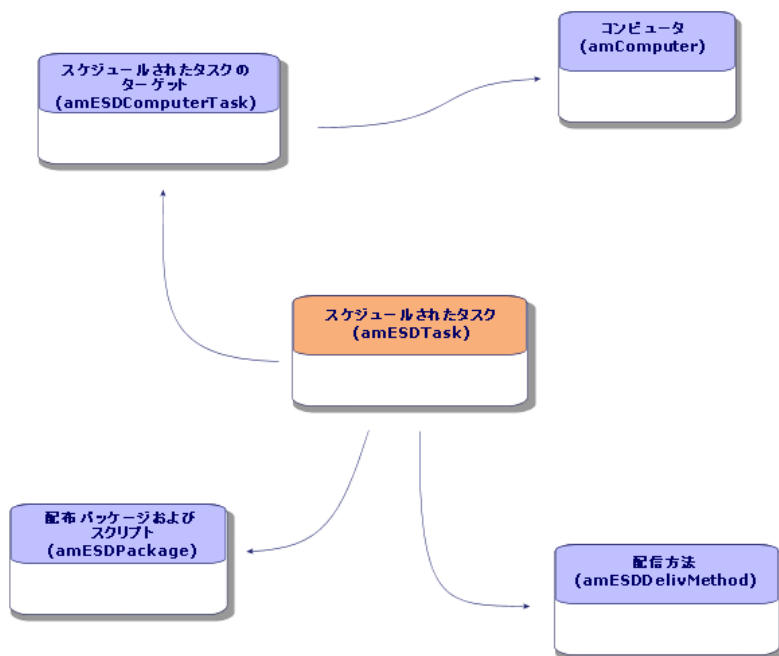 コンピュータ
(amComputer)
スケジュールされたタスクの
ターゲット
(amESDComputerTask)
スケジュールされたタスク
(amESDTask)
配布パッケージおよび
スクリプト
(amESDPackage)
配信方法
(amESDDelivMethod)